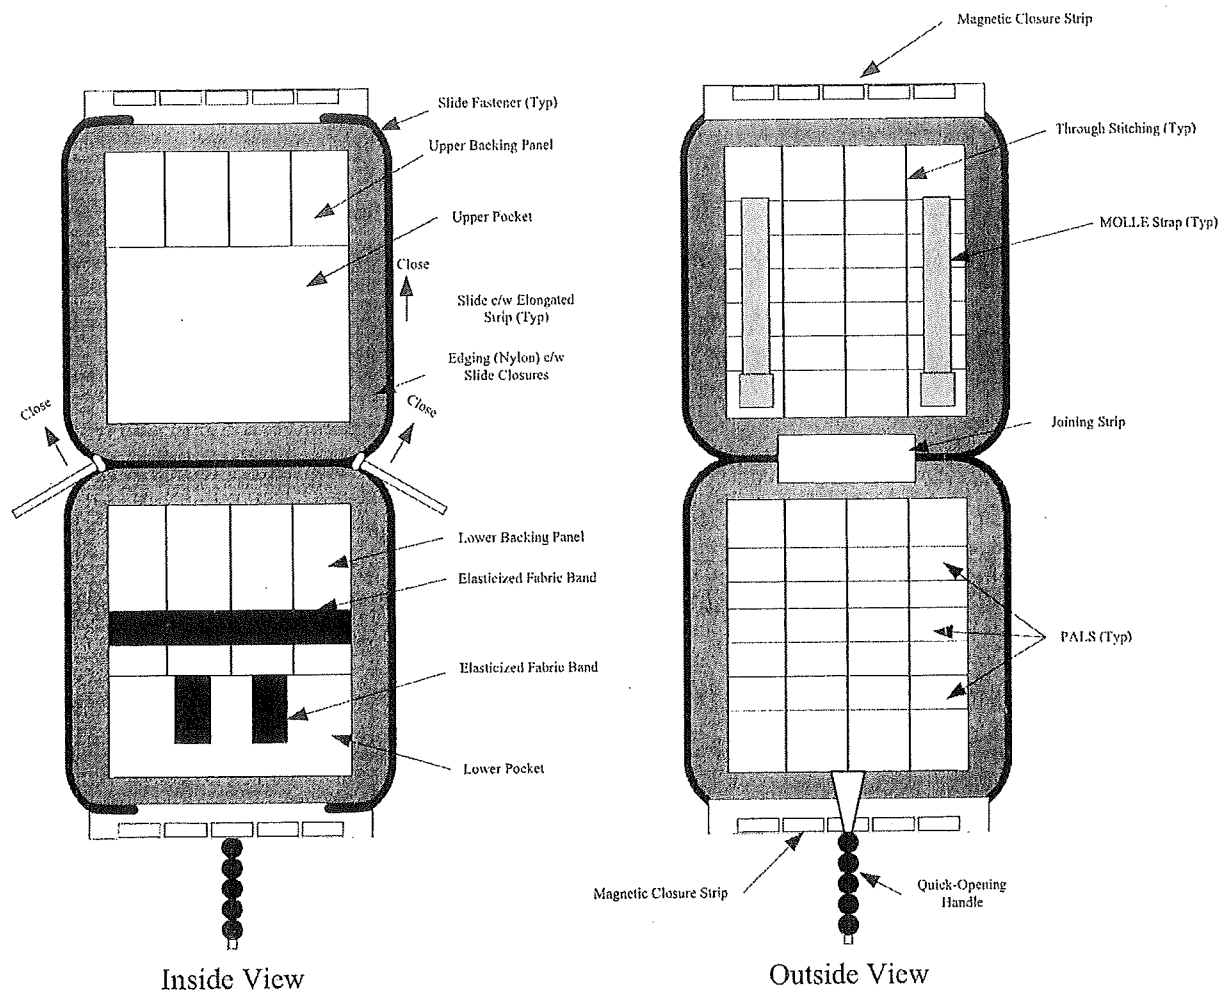 Magnetic Closure Strip
Slide Fastener (Typ)
Upper Backing Panel
Through Stitching (Typ)
Upper Pocket
MOLLE Strap (Typ)
Close
Slide c/w Elongated
Strip (Typ)
Edging (Nylon) c/w
Slide Closures
Close
Close
Joining Strip
Lower Backing Panel
Elasticized Fabric Band
PALS (Typ)
Elasticized Fabric Band
Lower Pocket
Magnetic Closure Strip
Quick-Opening
Handle
Inside View
Outside View